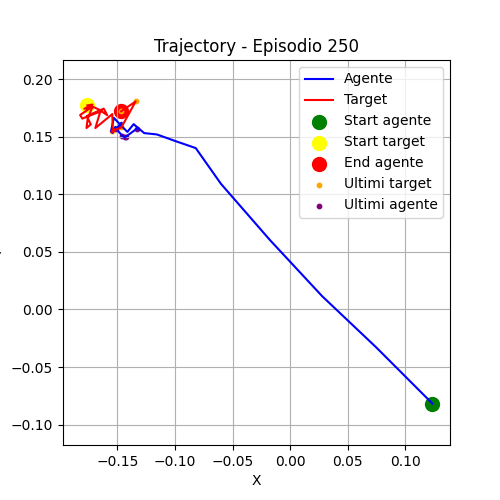 Trajectory - Episodio 250
0.20
0.15
0.10
0.05
0.00
−0.05
−0.10
Agente
Target
Start agente
Start target
End agente
Ultimi target
Ultimi agente
−0.15
−0.10
−0.05
0.00
0.05
0.10
X